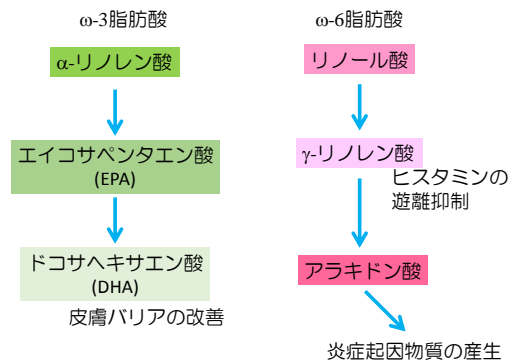 ω-3脂肪酸
α-リノレン酸
エイコサペンタエン酸
(EPA)
ドコサヘキサエン酸
(DHA)
皮膚バリアの改善
ω-6脂肪酸
リノール酸
γ-リノレン酸
ヒスタミンの
遊離抑制
アラキドン酸
炎症起因物質の産生